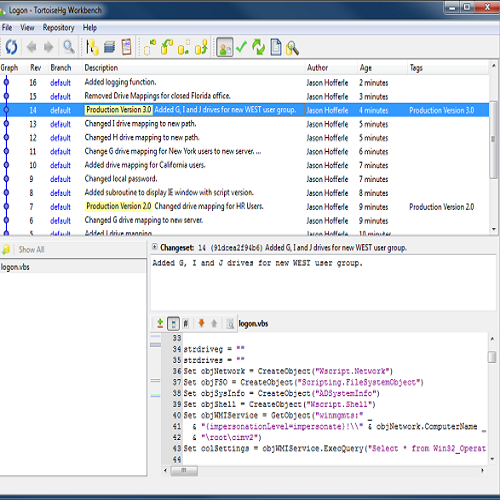 Logon - TortoiseHg Workbench
File View Repository Help
Graph Rev Branch Description Author Age Tags
16 default Added logging function. Jason Hofferle 2 minutes
15 default Removed Drive Mappings for closed Florida office. Jason Hofferle 3 minutes
14 default Production Version 3.0 Added G, I and J drives for new WEST user group. Jason Hofferle 4 minutes Production Version 3.0
13 default Changed I drive mapping to new path. Jason Hofferle 5 minutes
12 default Changed H drive mapping to new path. Jason Hofferle 5 minutes
11 default Change G drive mapping for New York users to new server. ... Jason Hofferle 6 minutes
10 default Added drive mapping for California users. Jason Hofferle 7 minutes
9 default Changed local password. Jason Hofferle 7 minutes
8 default Added subroutine to display IE window with script version. Jason Hofferle 8 minutes
7 default Production Version 2.0 Changed drive mapping for HR Users. Jason Hofferle 9 minutes Production Version 2.0
6 default Changed G drive mapping to new server. Jason Hofferle 9 minutes
5 default Added J drive mapping. Jason Hofferle 10 minutes
Show All
logon.vbs
Changeset: 14 (91dcea2f94b6) Added G, I and J drives for new WEST user group.
Added G, I and J drives for new WEST user group.
# logon.vbs
33
34 strdriveg = ""
35 strdrives = ""
36 Set objNetwork = CreateObject("Wscript.Network")
37 Set objFSO = CreateObject("Scripting.FileSystemObject")
38 Set objSysInfo = CreateObject("ADSystemInfo")
39 Set objShell = CreateObject("Wscript.Shell")
40 Set objWMIService = GetObject("winmgmts:" _
41 & "{impersonationLevel=impersonate}!\\" & objNetwork.ComputerName _
42 & "\root\cimv2")
43 Set colSettings = objWMIService.ExecQuery("Select * from Win32_Operat
44